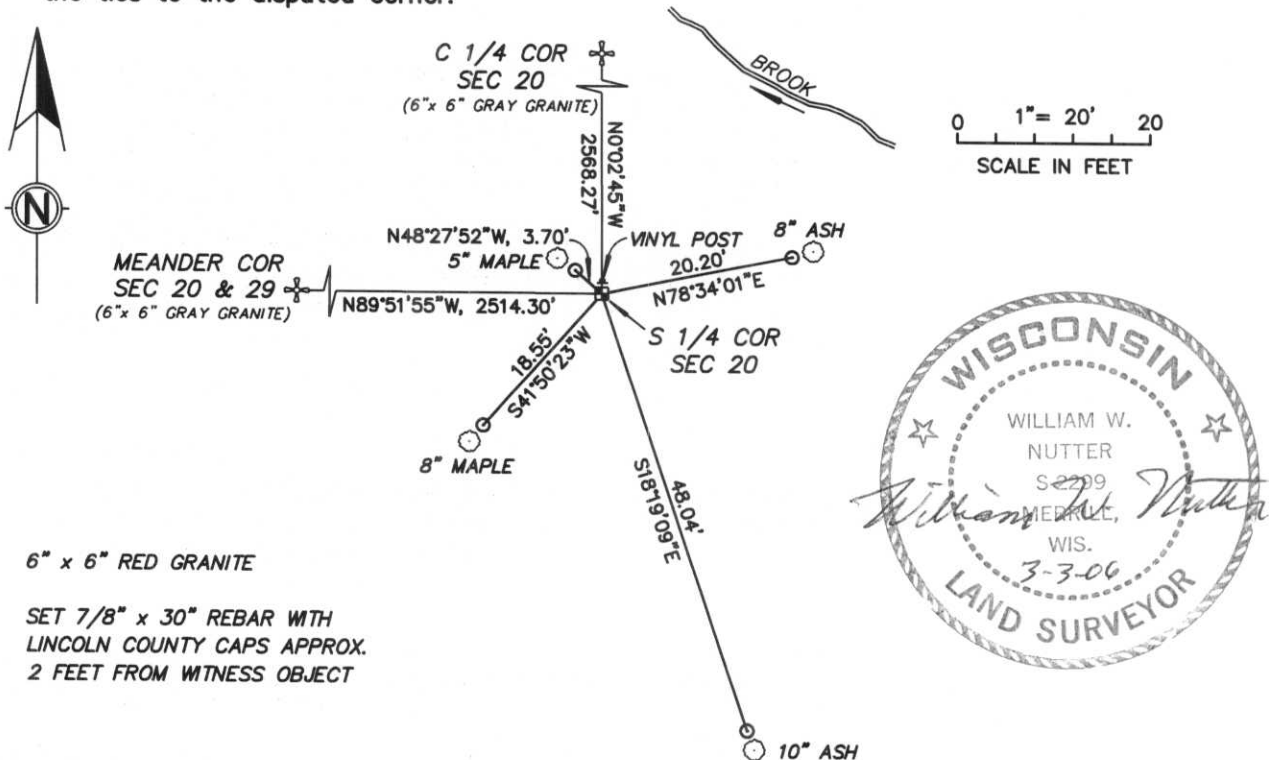 the ties to the disputed corner.
C 1/4 COR
SEC 20
(6"x 6" GRAY GRANITE)
BROOK
1"= 20'
0 20
SCALE IN FEET
N
N0°02'45"W
2568.27'
N48°27'52"W, 3.70'
5" MAPLE
VINYL POST
8" ASH
20.20'
N78°34'01"E
MEANDER COR
SEC 20 & 29
(6"x 6" GRAY GRANITE)
N89°51'55"W, 2514.30'
S 1/4 COR
SEC 20
18.55'
S41°50'23"W
8" MAPLE
48.04'
S18°19'09"E
10" ASH
WISCONSIN
WILLIAM W.
NUTTER
S-2299
MERRILL,
WIS.
William W. Nutter
3-3-06
LAND SURVEYOR
6" x 6" RED GRANITE
SET 7/8" x 30" REBAR WITH
LINCOLN COUNTY CAPS APPROX.
2 FEET FROM WITNESS OBJECT